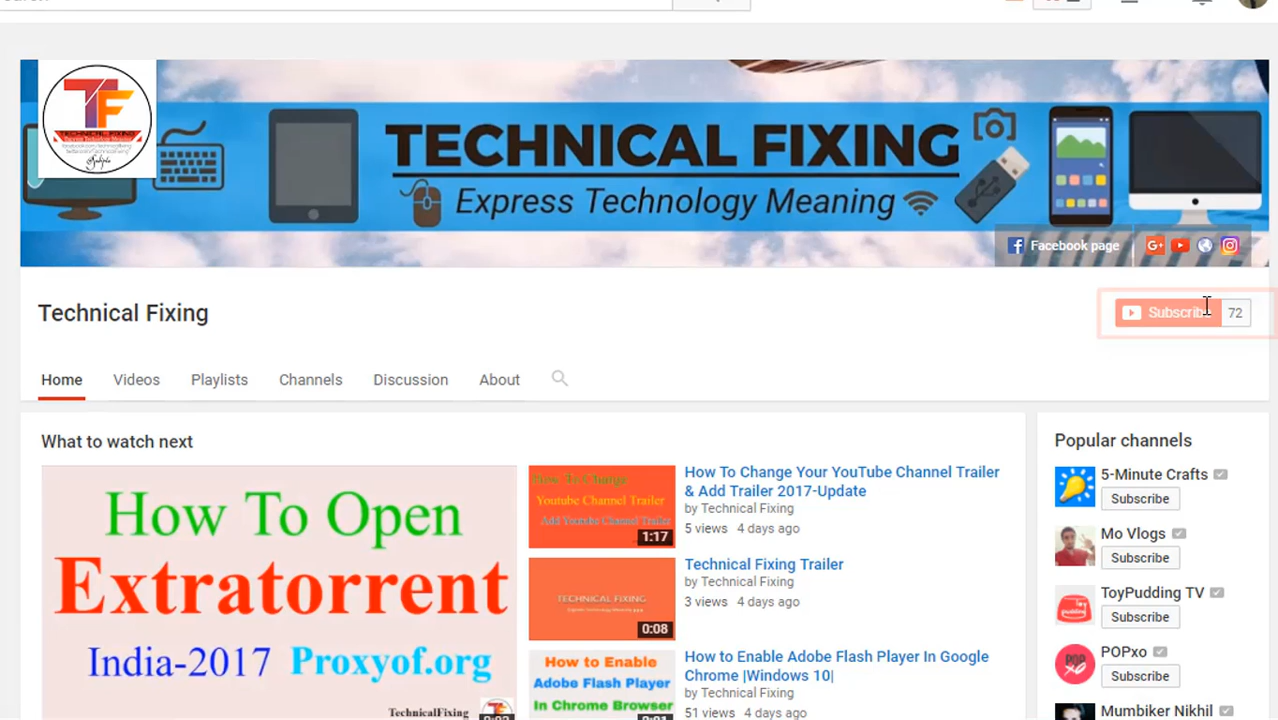 TF
TECHNICAL FIXING
TECHNICAL FIXING
Express Technology Meaning
Facebook page
Technical Fixing
Subscribe
72
Home
Videos
Playlists
Channels
Discussion
About
What to watch next
How To Open
Extratorrent
India-2017 Proxyof.org
TechnicalFixing
How To Change
Youtube Channel Trailer
Add Youtube Channel Trailer
1:17
How To Change Your YouTube Channel Trailer
& Add Trailer 2017-Update
by Technical Fixing
5 views 4 days ago
TECHNICAL FIXING
0:08
Technical Fixing Trailer
by Technical Fixing
3 views 4 days ago
How to Enable
Adobe Flash Player
In Chrome Browser
How to Enable Adobe Flash Player In Google
Chrome |Windows 10|
by Technical Fixing
51 views 4 days ago
Popular channels
5-Minute Crafts
Subscribe
Mo Vlogs
Subscribe
ToyPudding TV
Subscribe
POPxo
Subscribe
Mumbiker Nikhil